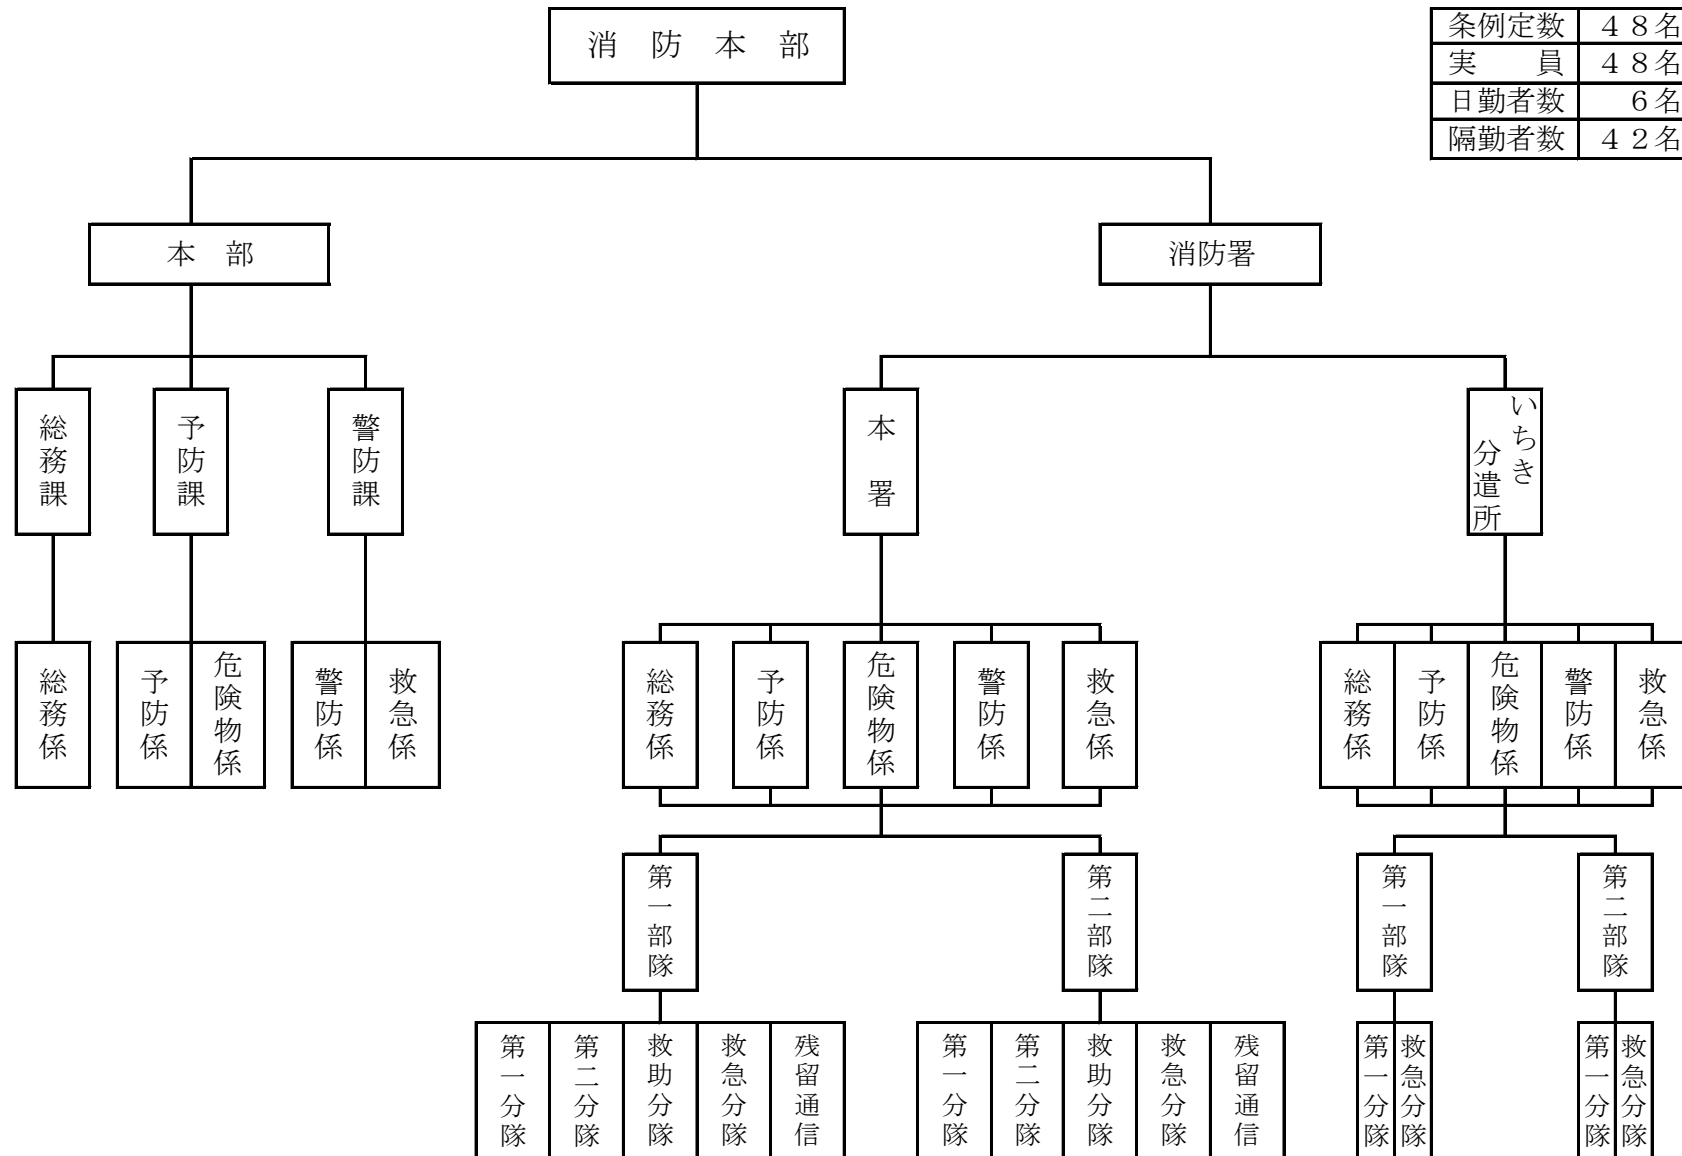 消防本部
条例定数 ４８名
実　　員 ４８名
日勤者数 ６名
隔勤者数 ４２名
本　部
消防署
総務課
予防課
警防課
本署
いちき
分遣所
総務係
予防係
危険物係
警防係
救急係
総務係
予防係
危険物係
警防係
救急係
総務係
予防係
危険物係
警防係
救急係
第一部隊
第二部隊
第一部隊
第二部隊
第一分隊
第二分隊
救助分隊
救急分隊
残留通信
第一分隊
第二分隊
救助分隊
救急分隊
残留通信
第一分隊
救急分隊
第一分隊
救急分隊